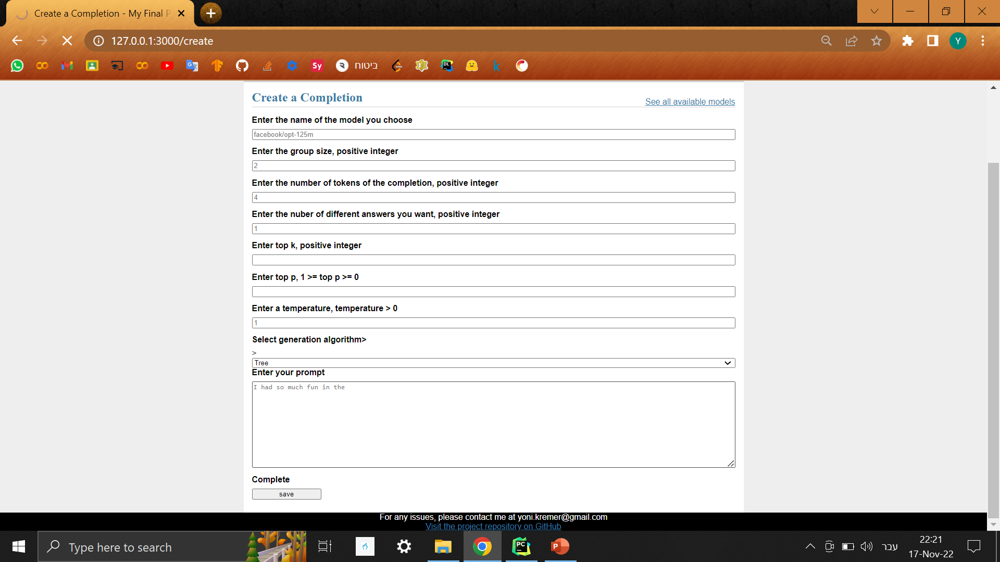 Create a Completion - My Final P
127.0.0.1:3000/create
Sy
ביטוח
DL
k
Y
Create a Completion
See all available models
Enter the name of the model you choose
facebook/opt-125m
Enter the group size, positive integer
2
Enter the number of tokens of the completion, positive integer
4
Enter the nuber of different answers you want, positive integer
1
Enter top k, positive integer
Enter top p, 1 >= top p >= 0
Enter a temperature, temperature > 0
1
Select generation algorithm>
>
Tree
Enter your prompt
I had so much fun in the
Complete
save
For any issues, please contact me at yoni.kremer@gmail.com
Visit the project repository on GitHub
Type here to search
PC
P
עבר
22:21
17-Nov-22